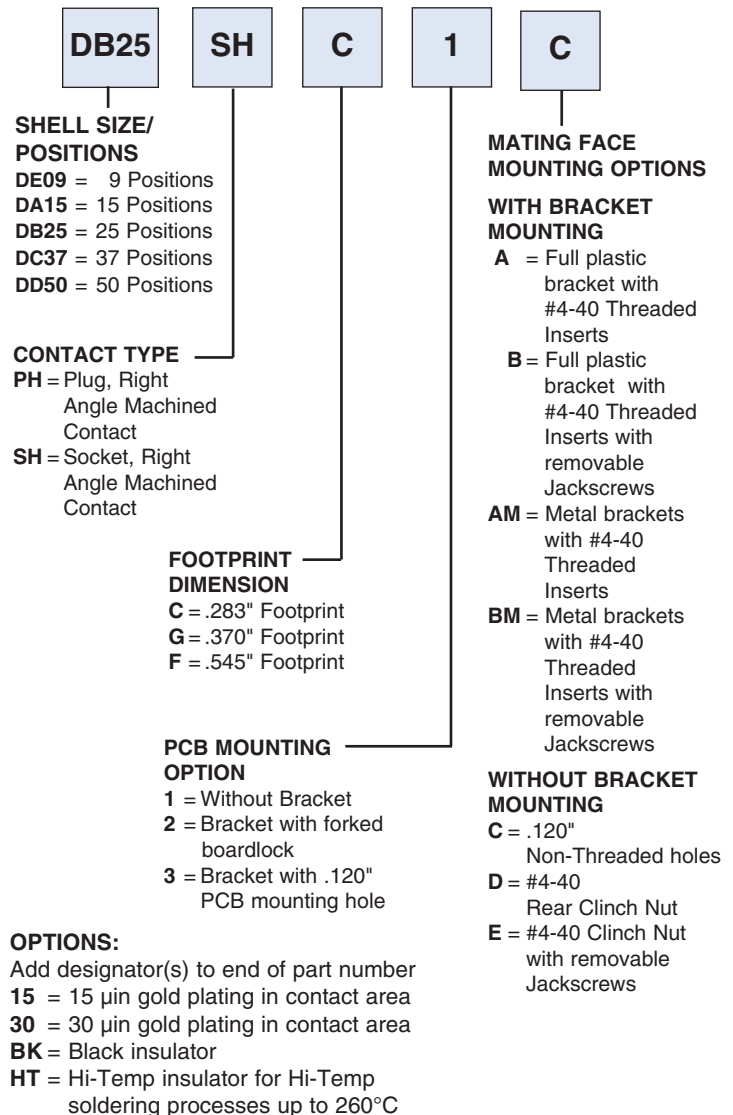 DB25 SH C 1 C
SHELL SIZE/
POSITIONS
DE09 = 9 Positions
DA15 = 15 Positions
DB25 = 25 Positions
DC37 = 37 Positions
DD50 = 50 Positions
CONTACT TYPE
PH = Plug, Right
Angle Machined
Contact
SH = Socket, Right
Angle Machined
Contact
FOOTPRINT
DIMENSION
C = .283" Footprint
G = .370" Footprint
F = .545" Footprint
PCB MOUNTING
OPTION
1 = Without Bracket
2 = Bracket with forked
boardlock
3 = Bracket with .120"
PCB mounting hole
MATING FACE
MOUNTING OPTIONS
WITH BRACKET
MOUNTING
A = Full plastic
bracket with
#4-40 Threaded
Inserts
B = Full plastic
bracket with
#4-40 Threaded
Inserts with
removable
Jackscrews
AM = Metal brackets
with #4-40
Threaded
Inserts
BM = Metal brackets
with #4-40
Threaded
Inserts with
removable
Jackscrews
WITHOUT BRACKET
MOUNTING
C = .120"
Non-Threaded holes
D = #4-40
Rear Clinch Nut
E = #4-40 Clinch Nut
with removable
Jackscrews
OPTIONS:
Add designator(s) to end of part number
15 = 15 µin gold plating in contact area
30 = 30 µin gold plating in contact area
BK = Black insulator
HT = Hi-Temp insulator for Hi-Temp
soldering processes up to 260°C